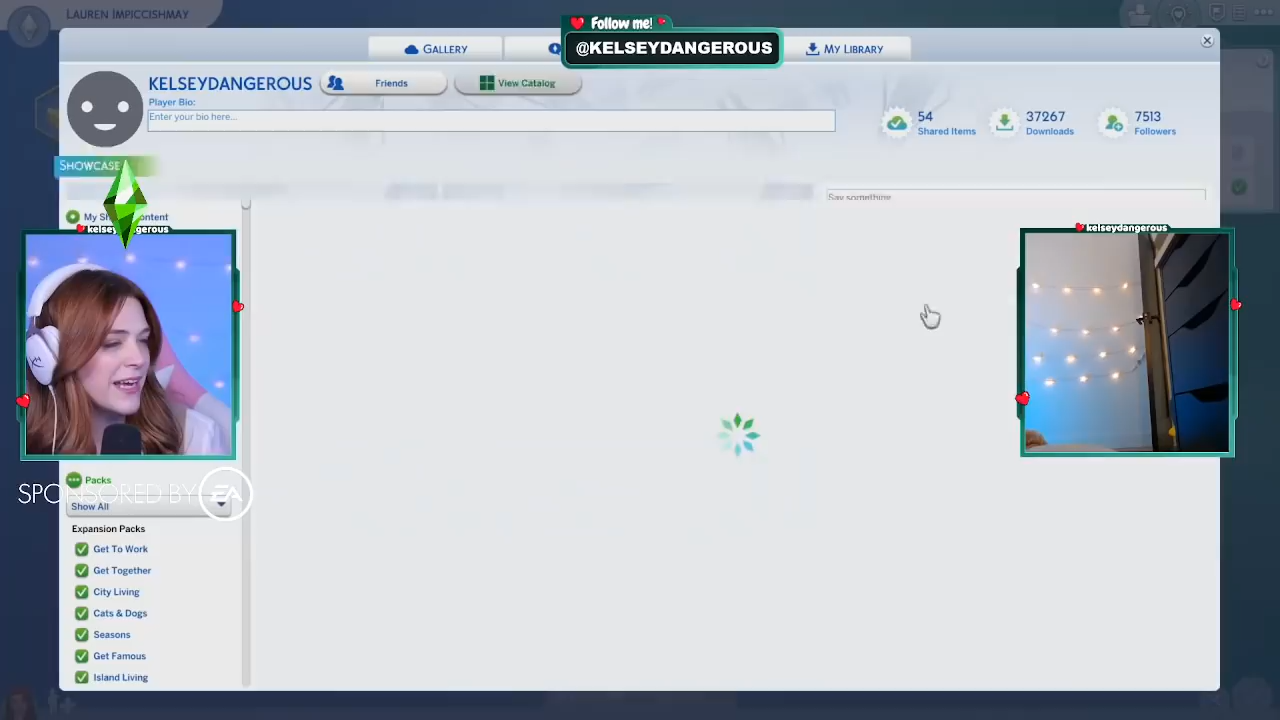 LAUREN IMPICCISHMAY
Follow me!
@KELSEYDANGEROUS
GALLERY
MY LIBRARY
KELSEYDANGEROUS
Friends
View Catalog
Player Bio:
Enter your bio here...
54
Shared Items
37267
Downloads
7513
Followers
SHOWCASE
Say something
kelseydangerous
kelseydangerous
Packs
SPONSORED BY EA
Show All
Expansion Packs
Get To Work
Get Together
City Living
Cats & Dogs
Seasons
Get Famous
Island Living